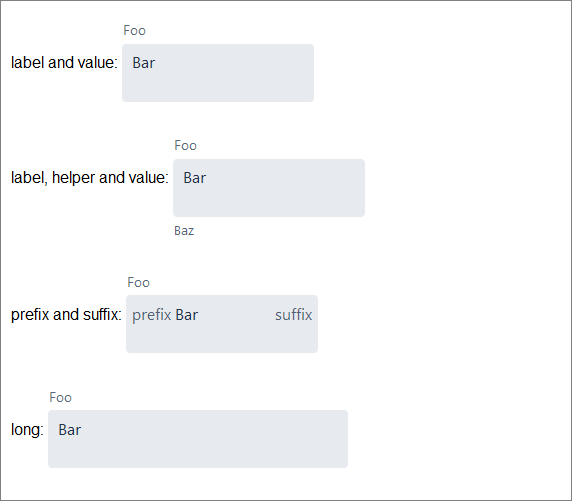 Foo
label and value: Bar
Foo
label, helper and value: Bar
Baz
Foo
prefix and suffix: prefix Bar suffix
Foo
long: Bar